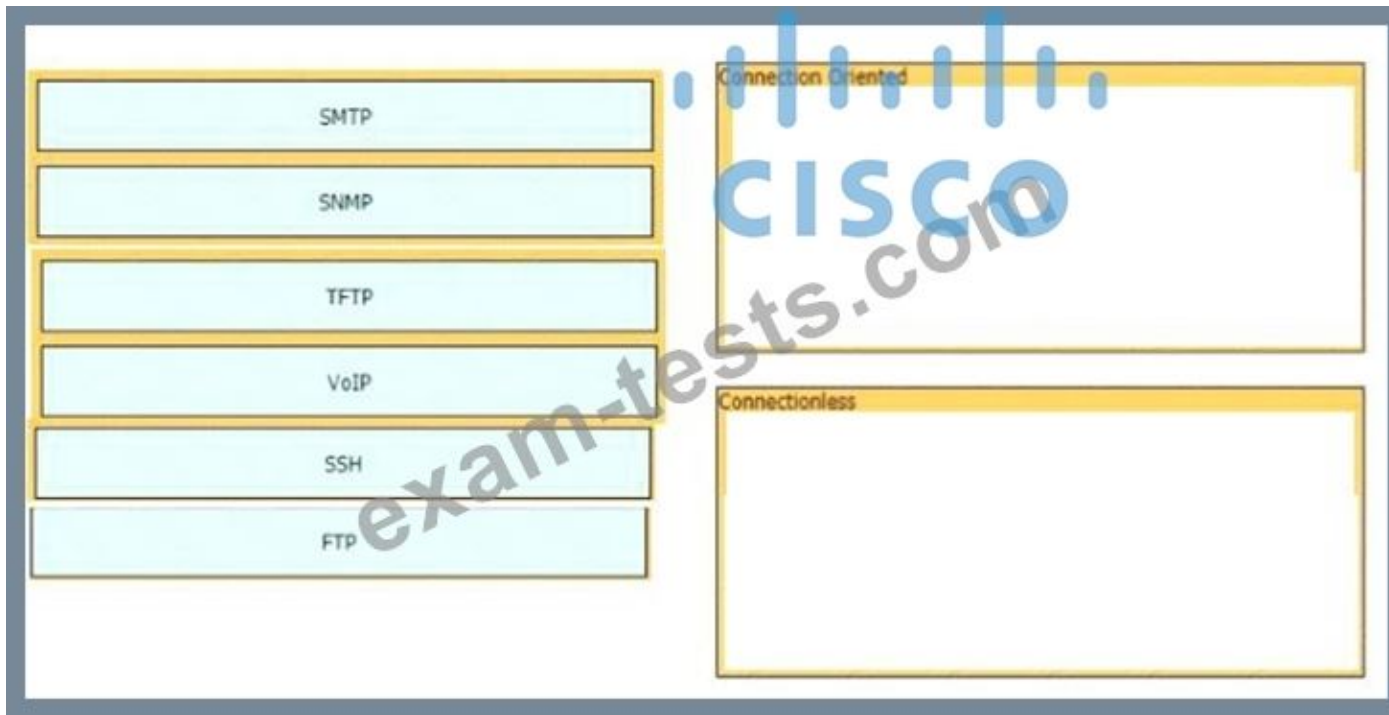 SMTP
SNMP
TFTP
VoIP
SSH
FTP
Connection Oriented
Connectionless
CISCO
exam-tests.com